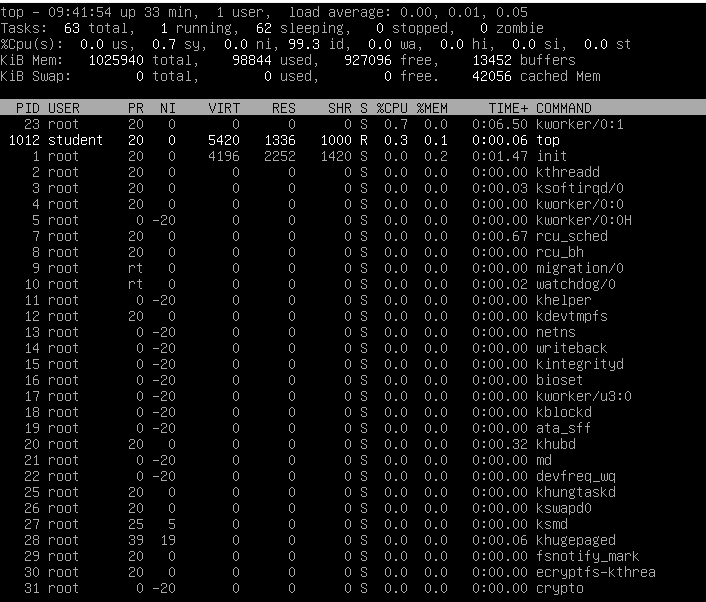 top - 09:41:54 up 33 min,  1 user,  load average: 0.00, 0.01, 0.05
Tasks:  63 total,   1 running,  62 sleeping,   0 stopped,   0 zombie
%Cpu(s):  0.0 us,  0.7 sy,  0.0 ni, 99.3 id,  0.0 wa,  0.0 hi,  0.0 si,  0.0 st
KiB Mem:   1025940 total,    98844 used,   927096 free,    13452 buffers
KiB Swap:        0 total,        0 used,        0 free.    42056 cached Mem
PID USER      PR  NI    VIRT    RES    SHR S %CPU %MEM     TIME+ COMMAND
23 root      20   0       0      0      0 S  0.7  0.0   0:06.50 kworker/0:1
1012 student   20   0    5420   1336   1000 R  0.3  0.1   0:00.06 top
1 root      20   0    4196   2252   1420 S  0.0  0.2   0:01.47 init
2 root      20   0       0      0      0 S  0.0  0.0   0:00.00 kthreadd
3 root      20   0       0      0      0 S  0.0  0.0   0:00.03 ksoftirqd/0
4 root      20   0       0      0      0 S  0.0  0.0   0:00.00 kworker/0:0
5 root       0 -20       0      0      0 S  0.0  0.0   0:00.00 kworker/0:0H
7 root      20   0       0      0      0 S  0.0  0.0   0:00.67 rcu_sched
8 root      20   0       0      0      0 S  0.0  0.0   0:00.00 rcu_bh
9 root      rt   0       0      0      0 S  0.0  0.0   0:00.00 migration/0
10 root      rt   0       0      0      0 S  0.0  0.0   0:00.02 watchdog/0
11 root       0 -20       0      0      0 S  0.0  0.0   0:00.00 khelper
12 root      20   0       0      0      0 S  0.0  0.0   0:00.00 kdevtmpfs
13 root       0 -20       0      0      0 S  0.0  0.0   0:00.00 netns
14 root       0 -20       0      0      0 S  0.0  0.0   0:00.00 writeback
15 root       0 -20       0      0      0 S  0.0  0.0   0:00.00 kintegrityd
16 root       0 -20       0      0      0 S  0.0  0.0   0:00.00 bioset
17 root       0 -20       0      0      0 S  0.0  0.0   0:00.00 kworker/u3:0
18 root       0 -20       0      0      0 S  0.0  0.0   0:00.00 kblockd
19 root       0 -20       0      0      0 S  0.0  0.0   0:00.00 ata_sff
20 root      20   0       0      0      0 S  0.0  0.0   0:00.32 khubd
21 root       0 -20       0      0      0 S  0.0  0.0   0:00.00 md
22 root       0 -20       0      0      0 S  0.0  0.0   0:00.00 devfreq_wq
25 root      20   0       0      0      0 S  0.0  0.0   0:00.00 khungtaskd
26 root      20   0       0      0      0 S  0.0  0.0   0:00.00 kswapd0
27 root      25   5       0      0      0 S  0.0  0.0   0:00.00 ksmd
28 root      39  19       0      0      0 S  0.0  0.0   0:00.06 khugepaged
29 root      20   0       0      0      0 S  0.0  0.0   0:00.00 fsnotify_mark
30 root      20   0       0      0      0 S  0.0  0.0   0:00.00 ecryptfs-kthrea
31 root       0 -20       0      0      0 S  0.0  0.0   0:00.00 crypto